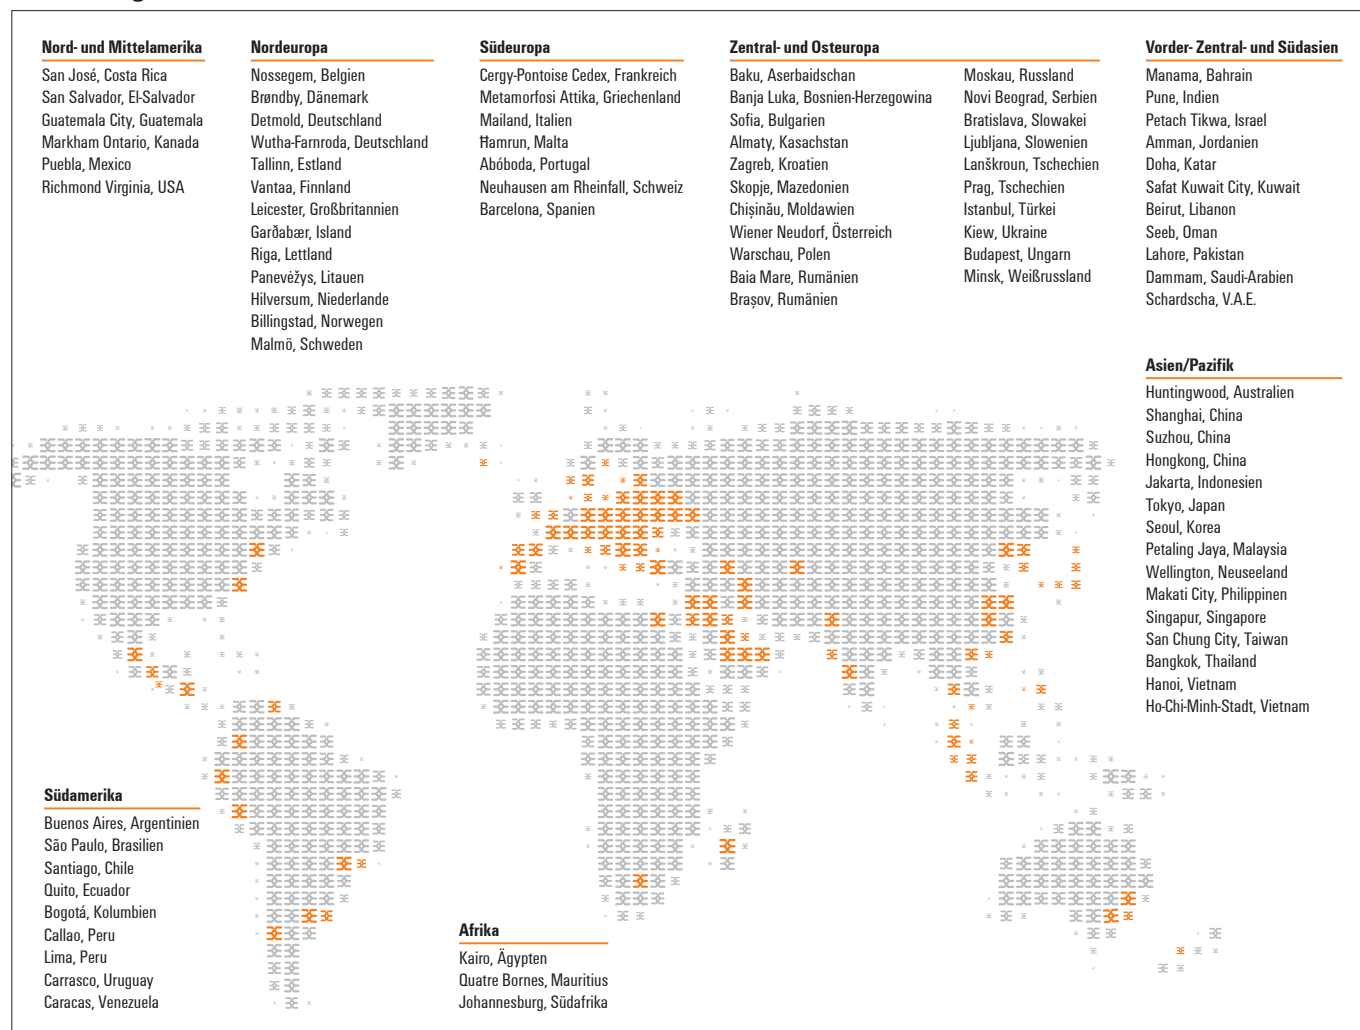 Nord- und Mittelamerika
San José, Costa Rica
San Salvador, El-Salvador
Guatemala City, Guatemala
Markham Ontario, Kanada
Puebla, Mexico
Richmond Virginia, USA
Nordeuropa
Nossegem, Belgien
Brøndby, Dänemark
Detmold, Deutschland
Wutha-Farnroda, Deutschland
Tallinn, Estland
Vantaa, Finnland
Leicester, Großbritannien
Garðabær, Island
Riga, Lettland
Panevėžys, Litauen
Hilversum, Niederlande
Billingstad, Norwegen
Malmö, Schweden
Südeuropa
Cergy-Pontoise Cedex, Frankreich
Metamorfosi Attika, Griechenland
Mailand, Italien
Ħamrun, Malta
Abóboda, Portugal
Neuhausen am Rheinfall, Schweiz
Barcelona, Spanien
Zentral- und Osteuropa
Baku, Aserbaidschan
Banja Luka, Bosnien-Herzegowina
Sofia, Bulgarien
Almaty, Kasachstan
Zagreb, Kroatien
Skopje, Mazedonien
Chișinău, Moldawien
Wiener Neudorf, Österreich
Warschau, Polen
Baia Mare, Rumänien
Brașov, Rumänien
Moskau, Russland
Novi Beograd, Serbien
Bratislava, Slowakei
Ljubljana, Slowenien
Lanškroun, Tschechien
Prag, Tschechien
Istanbul, Türkei
Kiew, Ukraine
Budapest, Ungarn
Minsk, Weißrussland
Vorder- Zentral- und Südasien
Manama, Bahrain
Pune, Indien
Petach Tikwa, Israel
Amman, Jordanien
Doha, Katar
Safat Kuwait City, Kuwait
Beirut, Libanon
Seeb, Oman
Lahore, Pakistan
Dammam, Saudi-Arabien
Schardscha, V.A.E.
Asien/Pazifik
Huntingwood, Australien
Shanghai, China
Suzhou, China
Hongkong, China
Jakarta, Indonesien
Tokyo, Japan
Seoul, Korea
Petaling Jaya, Malaysia
Wellington, Neuseeland
Makati City, Philippinen
Singapur, Singapore
San Chung City, Taiwan
Bangkok, Thailand
Hanoi, Vietnam
Ho-Chi-Minh-Stadt, Vietnam
Südamerika
Buenos Aires, Argentinien
São Paulo, Brasilien
Santiago, Chile
Quito, Ecuador
Bogotá, Kolumbien
Callao, Peru
Lima, Peru
Carrasco, Uruguay
Caracas, Venezuela
Afrika
Kairo, Ägypten
Quatre Bornes, Mauritius
Johannesburg, Südafrika